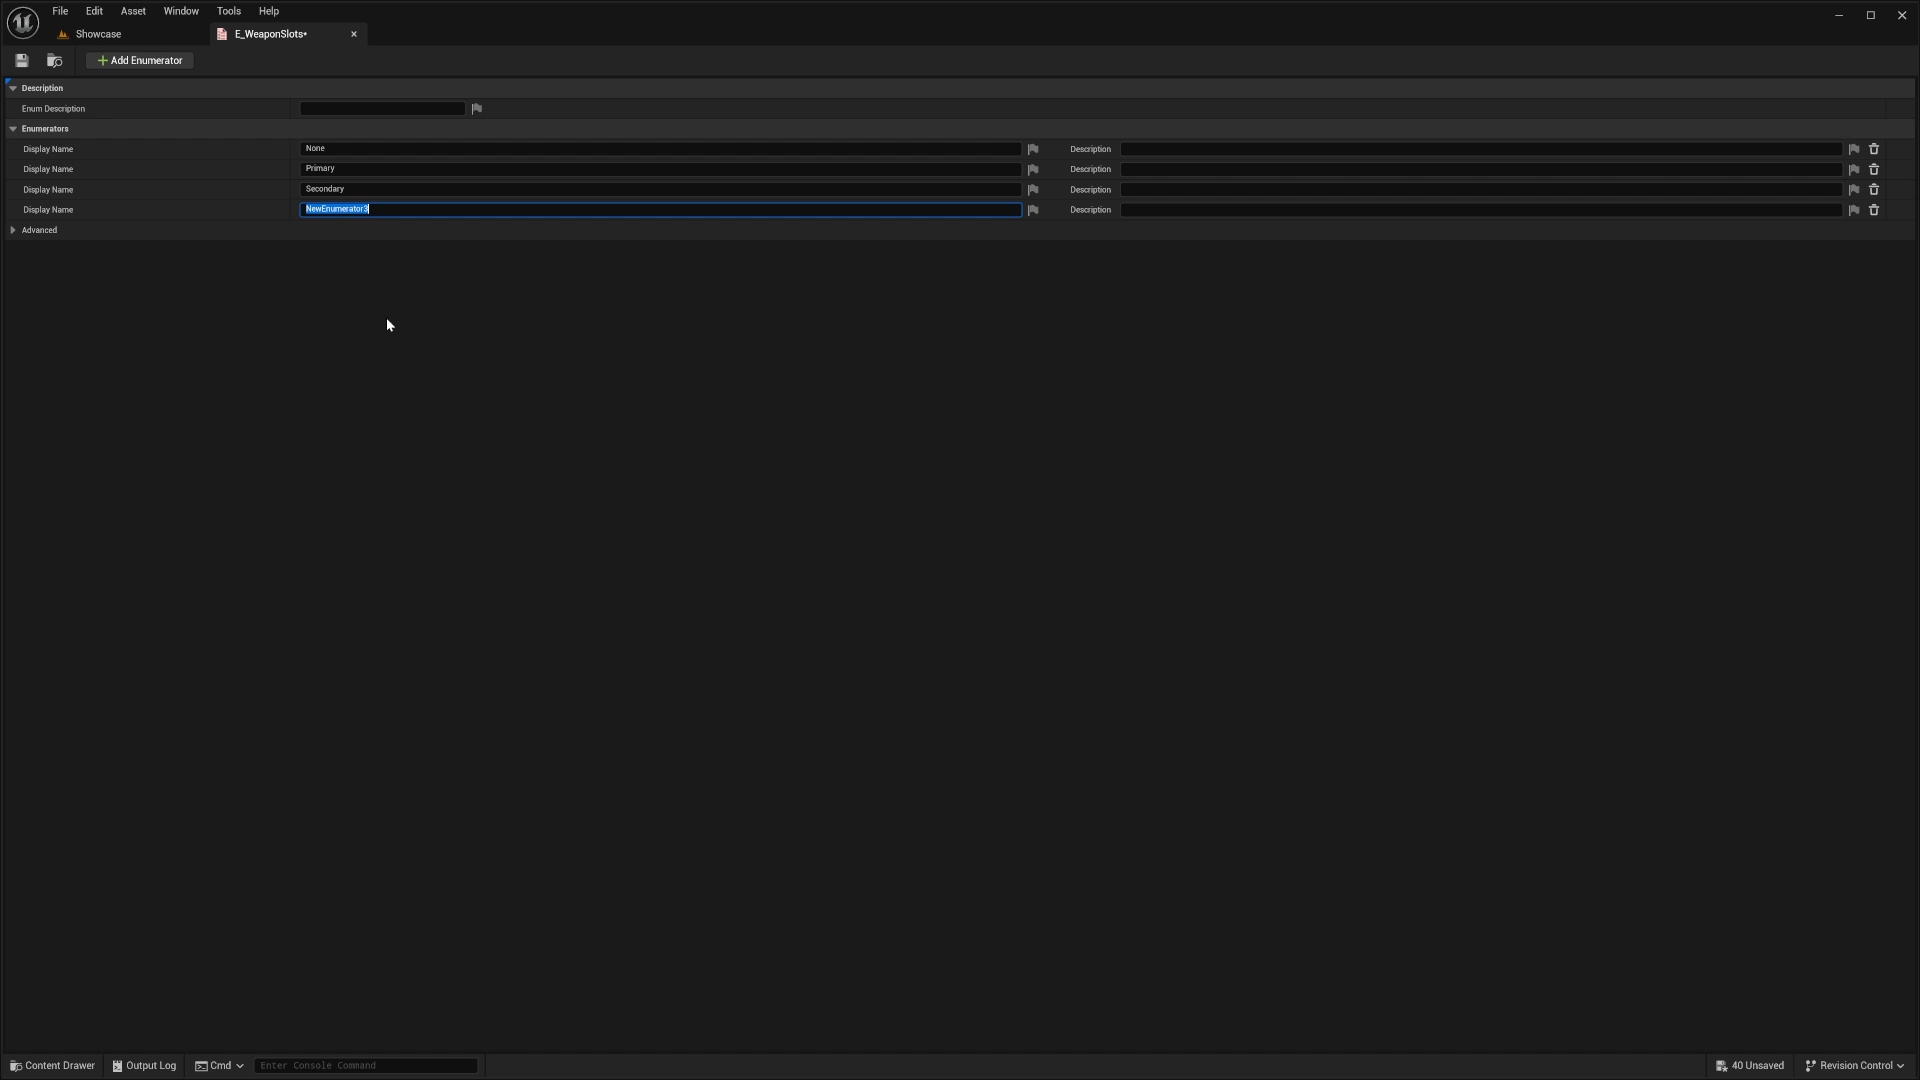 File Edit Asset Window Tools Help
Showcase E_WeaponSlots*
Add Enumerator
Description
Enum Description
Enumerators
Display Name None Description
Display Name Primary Description
Display Name Secondary Description
Display Name NewEnumerator3 Description
Advanced
Content Drawer Output Log Cmd Enter Console Command 40 Unsaved Revision Control